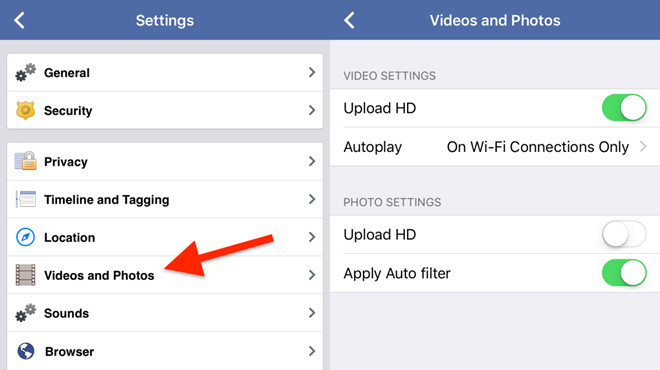 Settings
General
Security
Privacy
Timeline and Tagging
Location
Videos and Photos
Sounds
Browser
Videos and Photos
VIDEO SETTINGS
Upload HD
Autoplay On Wi-Fi Connections Only
PHOTO SETTINGS
Upload HD
Apply Auto filter